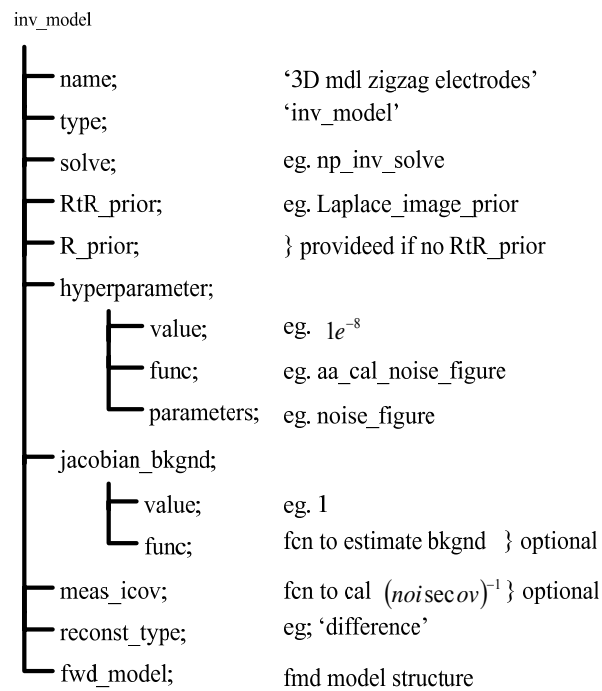 inv_model
name; ‘3D mdl zigzag electrodes’
type; ‘inv_model’
solve; eg. np_inv_solve
RtR_prior; eg. Laplace_image_prior
R_prior; } provideed if no RtR_prior
hyperparameter;
value; eg. 1e⁻⁸
func; eg. aa_cal_noise_figure
parameters; eg. noise_figure
jacobian_bkgnd;
value; eg. 1
func; fcn to estimate bkgnd } optional
meas_icov; fcn to cal (noisecov)⁻¹ } optional
reconst_type; eg; ‘difference’
fwd_model; fmd model structure